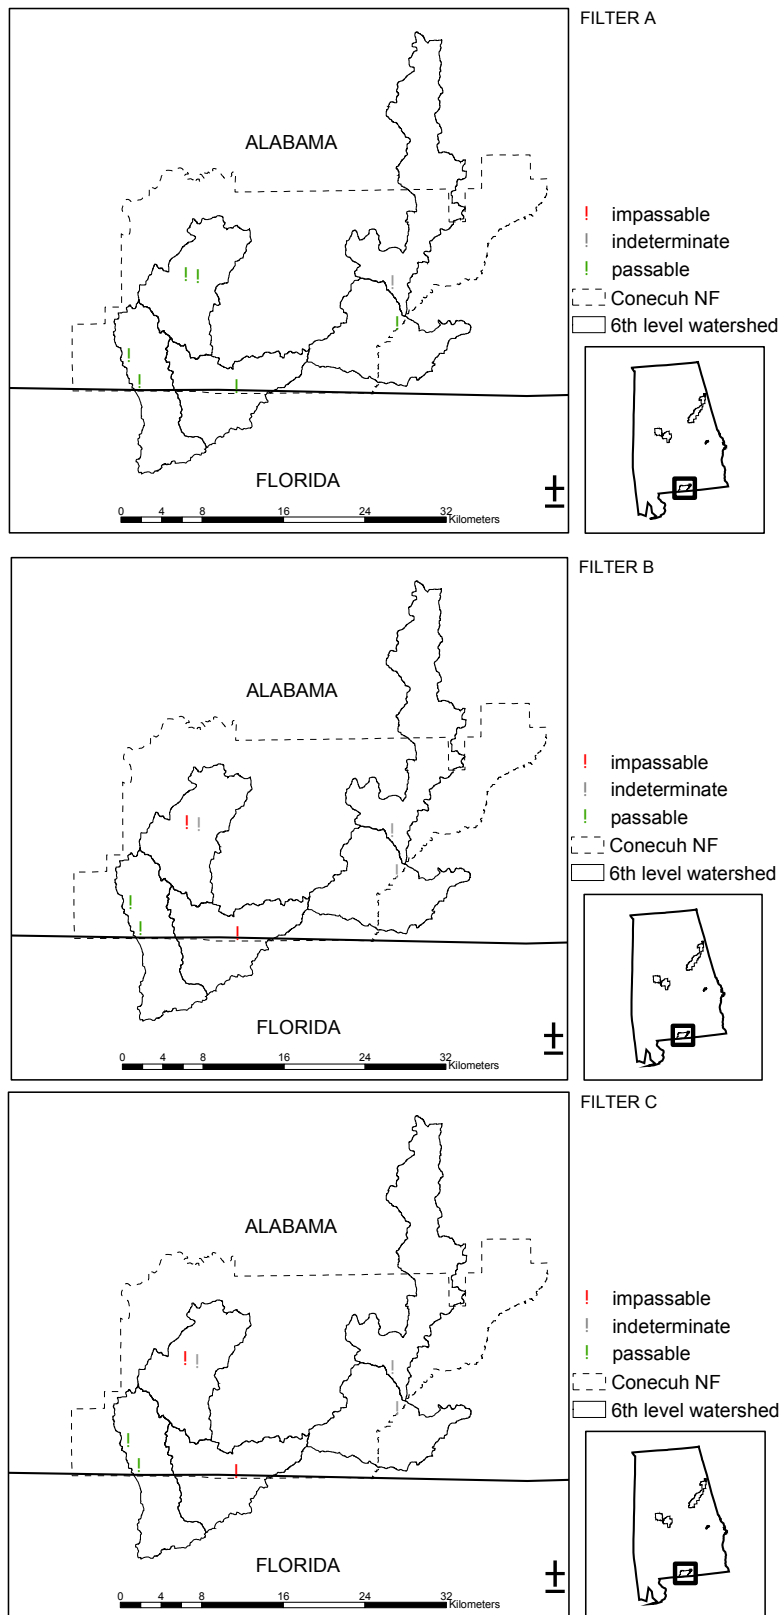 FILTER A
ALABAMA
! impassable
! indeterminate
! passable
Conecuh NF
6th level watershed
FLORIDA
0 4 8 16 24 32
Kilometers
FILTER B
ALABAMA
! impassable
! indeterminate
! passable
Conecuh NF
6th level watershed
FLORIDA
0 4 8 16 24 32
Kilometers
FILTER C
ALABAMA
! impassable
! indeterminate
! passable
Conecuh NF
6th level watershed
FLORIDA
0 4 8 16 24 32
Kilometers